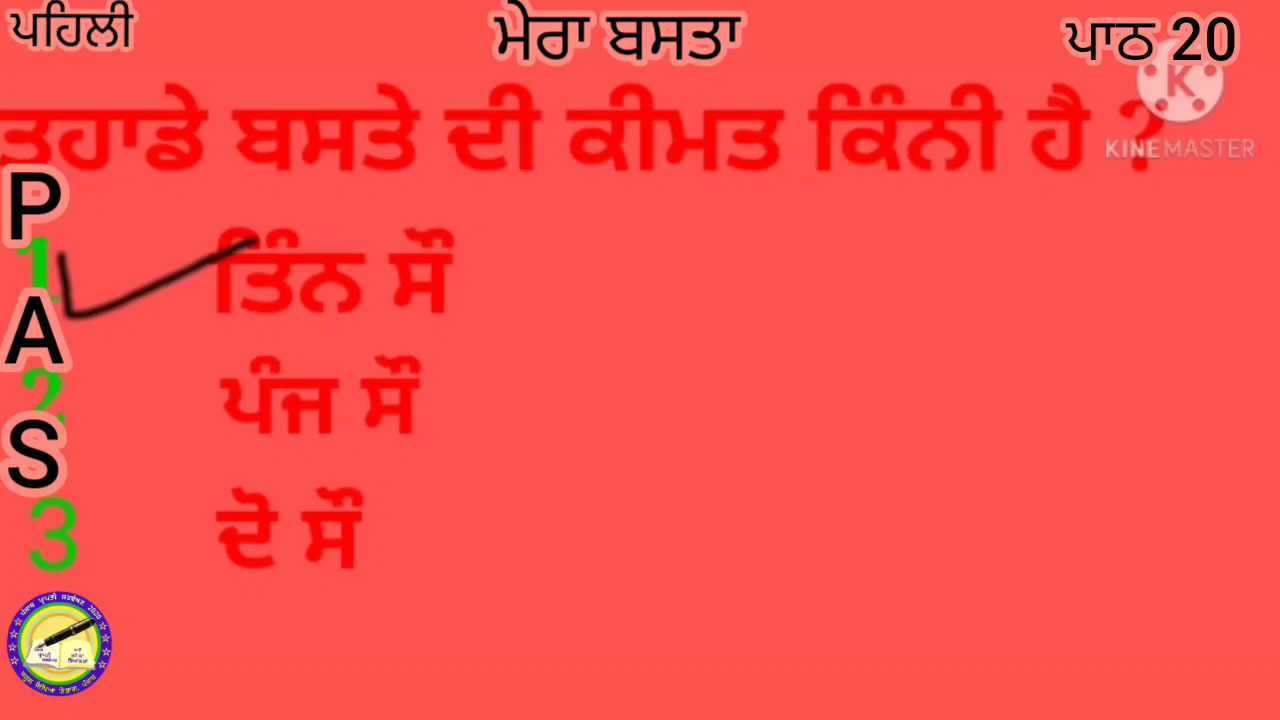 ਪਹਿਲੀ
ਮੇਰਾ ਬਸਤਾ
ਪਾਠ 20
ਤੁਹਾਡੇ ਬਸਤੇ ਦੀ ਕੀਮਤ ਕਿੰਨੀ ਹੈ ?
KINEMASTER
P
A
S
1 ਤਿੰਨ ਸੌ
2 ਪੰਜ ਸੌ
3 ਦੋ ਸੌ